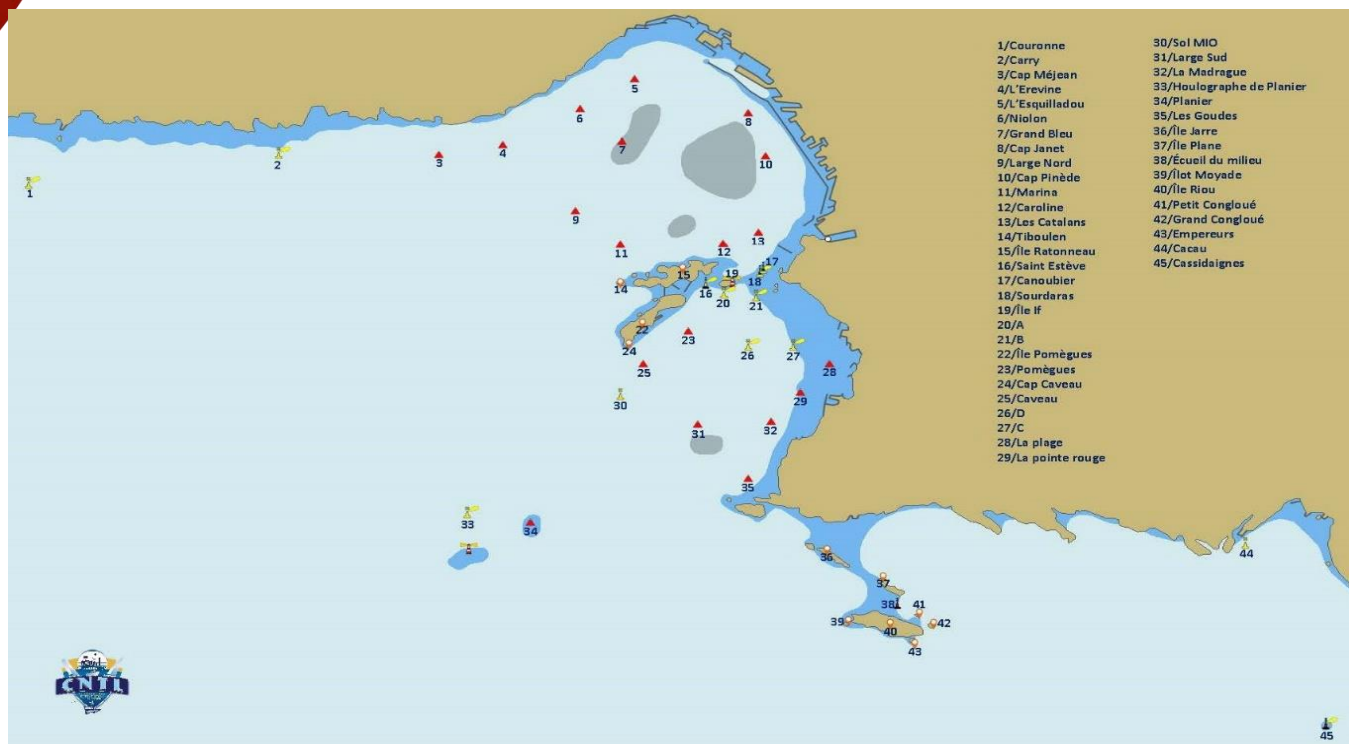 1/Couronne
2/Carry
3/Cap Méjean
4/L'Erevine
5/L'Esquilladou
6/Niolon
7/Grand Bleu
8/Cap Janet
9/Large Nord
10/Cap Pinède
11/Marina
12/Caroline
13/Les Catalans
14/Tiboulen
15/Île Ratonneau
16/Saint Estève
17/Canoubier
18/Sourdaras
19/Île If
20/A
21/B
22/Île Pomègues
23/Pomègues
24/Cap Caveau
25/Caveau
26/D
27/C
28/La plage
29/La pointe rouge
30/Sol MIO
31/Large Sud
32/La Madrague
33/Houlographe de Planier
34/Planier
35/Les Goudes
36/Île Jarre
37/Île Plane
38/Écueil du milieu
39/Îlot Moyade
40/Île Riou
41/Petit Congloué
42/Grand Congloué
43/Empereurs
44/Cacau
45/Cassidaignes
5
6
8
7
4
2
3
10
1
9
13
11
12
17
15
19
18
14
16
20
21
22
23
24
26
27
25
28
29
30
31
32
35
33
34
44
36
37
38
41
39
40
42
43
CNTL
45